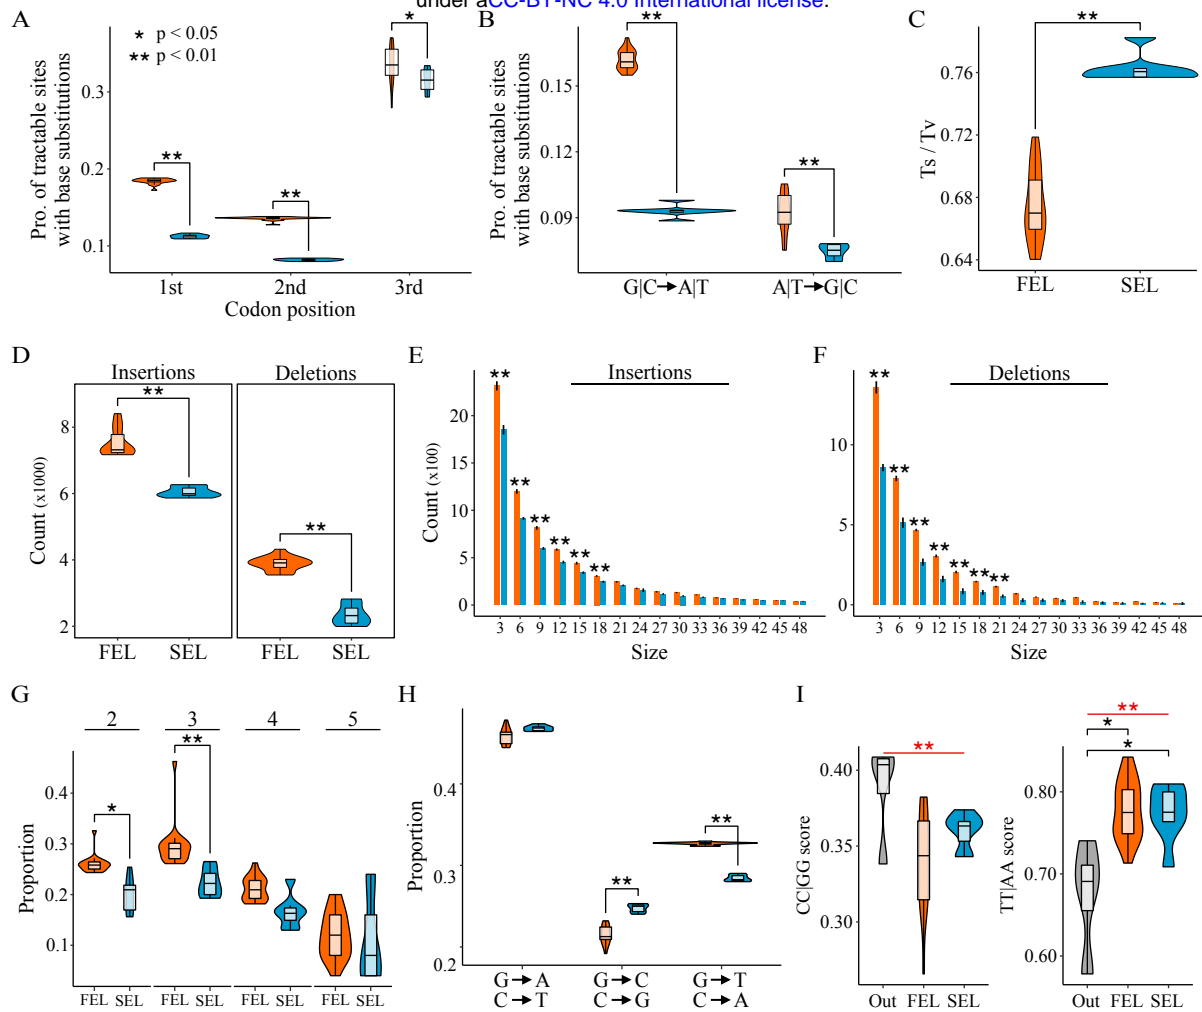 under aCC-BY-NC 4.0 International license.
A
* p < 0.05
** p < 0.01
Pro. of tractable sites
with base substitutions
0.3
0.2
0.1
**
**
*
1st 2nd 3rd
Codon position
B
Pro. of tractable sites
with base substitutions
0.15
0.12
0.09
**
**
G|C→A|T A|T→G|C
C
Ts / Tv
0.76
0.72
0.68
0.64
**
FEL SEL
D
Insertions Deletions
Count (x1000)
8
6
4
2
**
**
FEL SEL FEL SEL
E
Insertions
Count (x100)
20
15
10
5
0
**
**
**
**
**
**
3 6 9 12 15 18 21 24 27 30 33 36 39 42 45 48
Size
F
Deletions
10
5
0
**
**
**
**
**
**
**
3 6 9 12 15 18 21 24 27 30 33 36 39 42 45 48
Size
G
2 3 4 5
Proportion
0.4
0.3
0.2
0.1
*
**
FEL SEL FEL SEL FEL SEL FEL SEL
H
Proportion
0.4
0.3
0.2
**
**
G→A G→C G→T
C→T C→G C→A
I
CC|GG score
0.40
0.35
0.30
**
Out FEL SEL
TT|AA score
0.80
0.70
0.60
**
*
*
Out FEL SEL